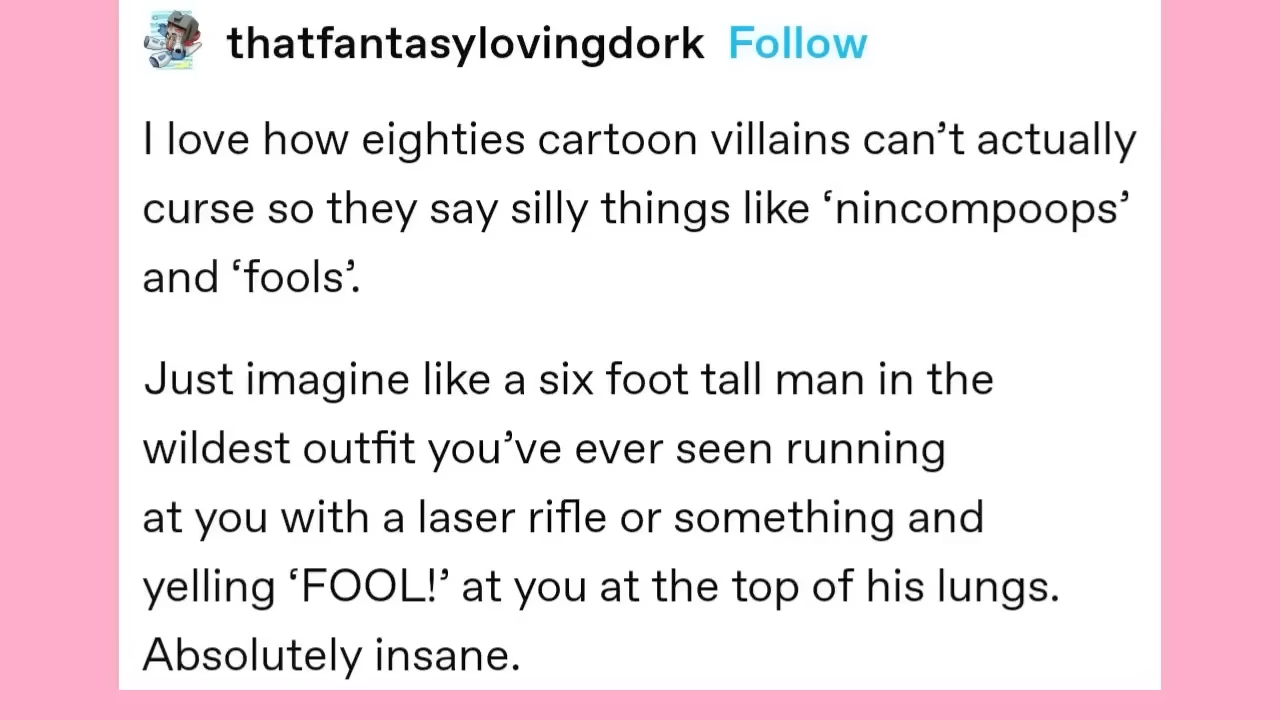 thatfantasylovingdork Follow
I love how eighties cartoon villains can’t actually
curse so they say silly things like ‘nincompoops’
and ‘fools’.
Just imagine like a six foot tall man in the
wildest outfit you’ve ever seen running
at you with a laser rifle or something and
yelling ‘FOOL!’ at you at the top of his lungs.
Absolutely insane.